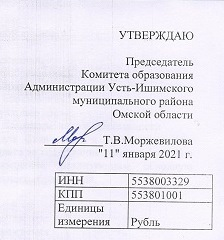 УТВЕРЖДАЮ
Председатель
Комитета образования
Администрации Усть-Ишимского
муниципального района
Омской области
Т.В.Моржевилова
"11" января 2021 г.
ИНН 5538003329
КПП 553801001
Единицы
измерения Рубль